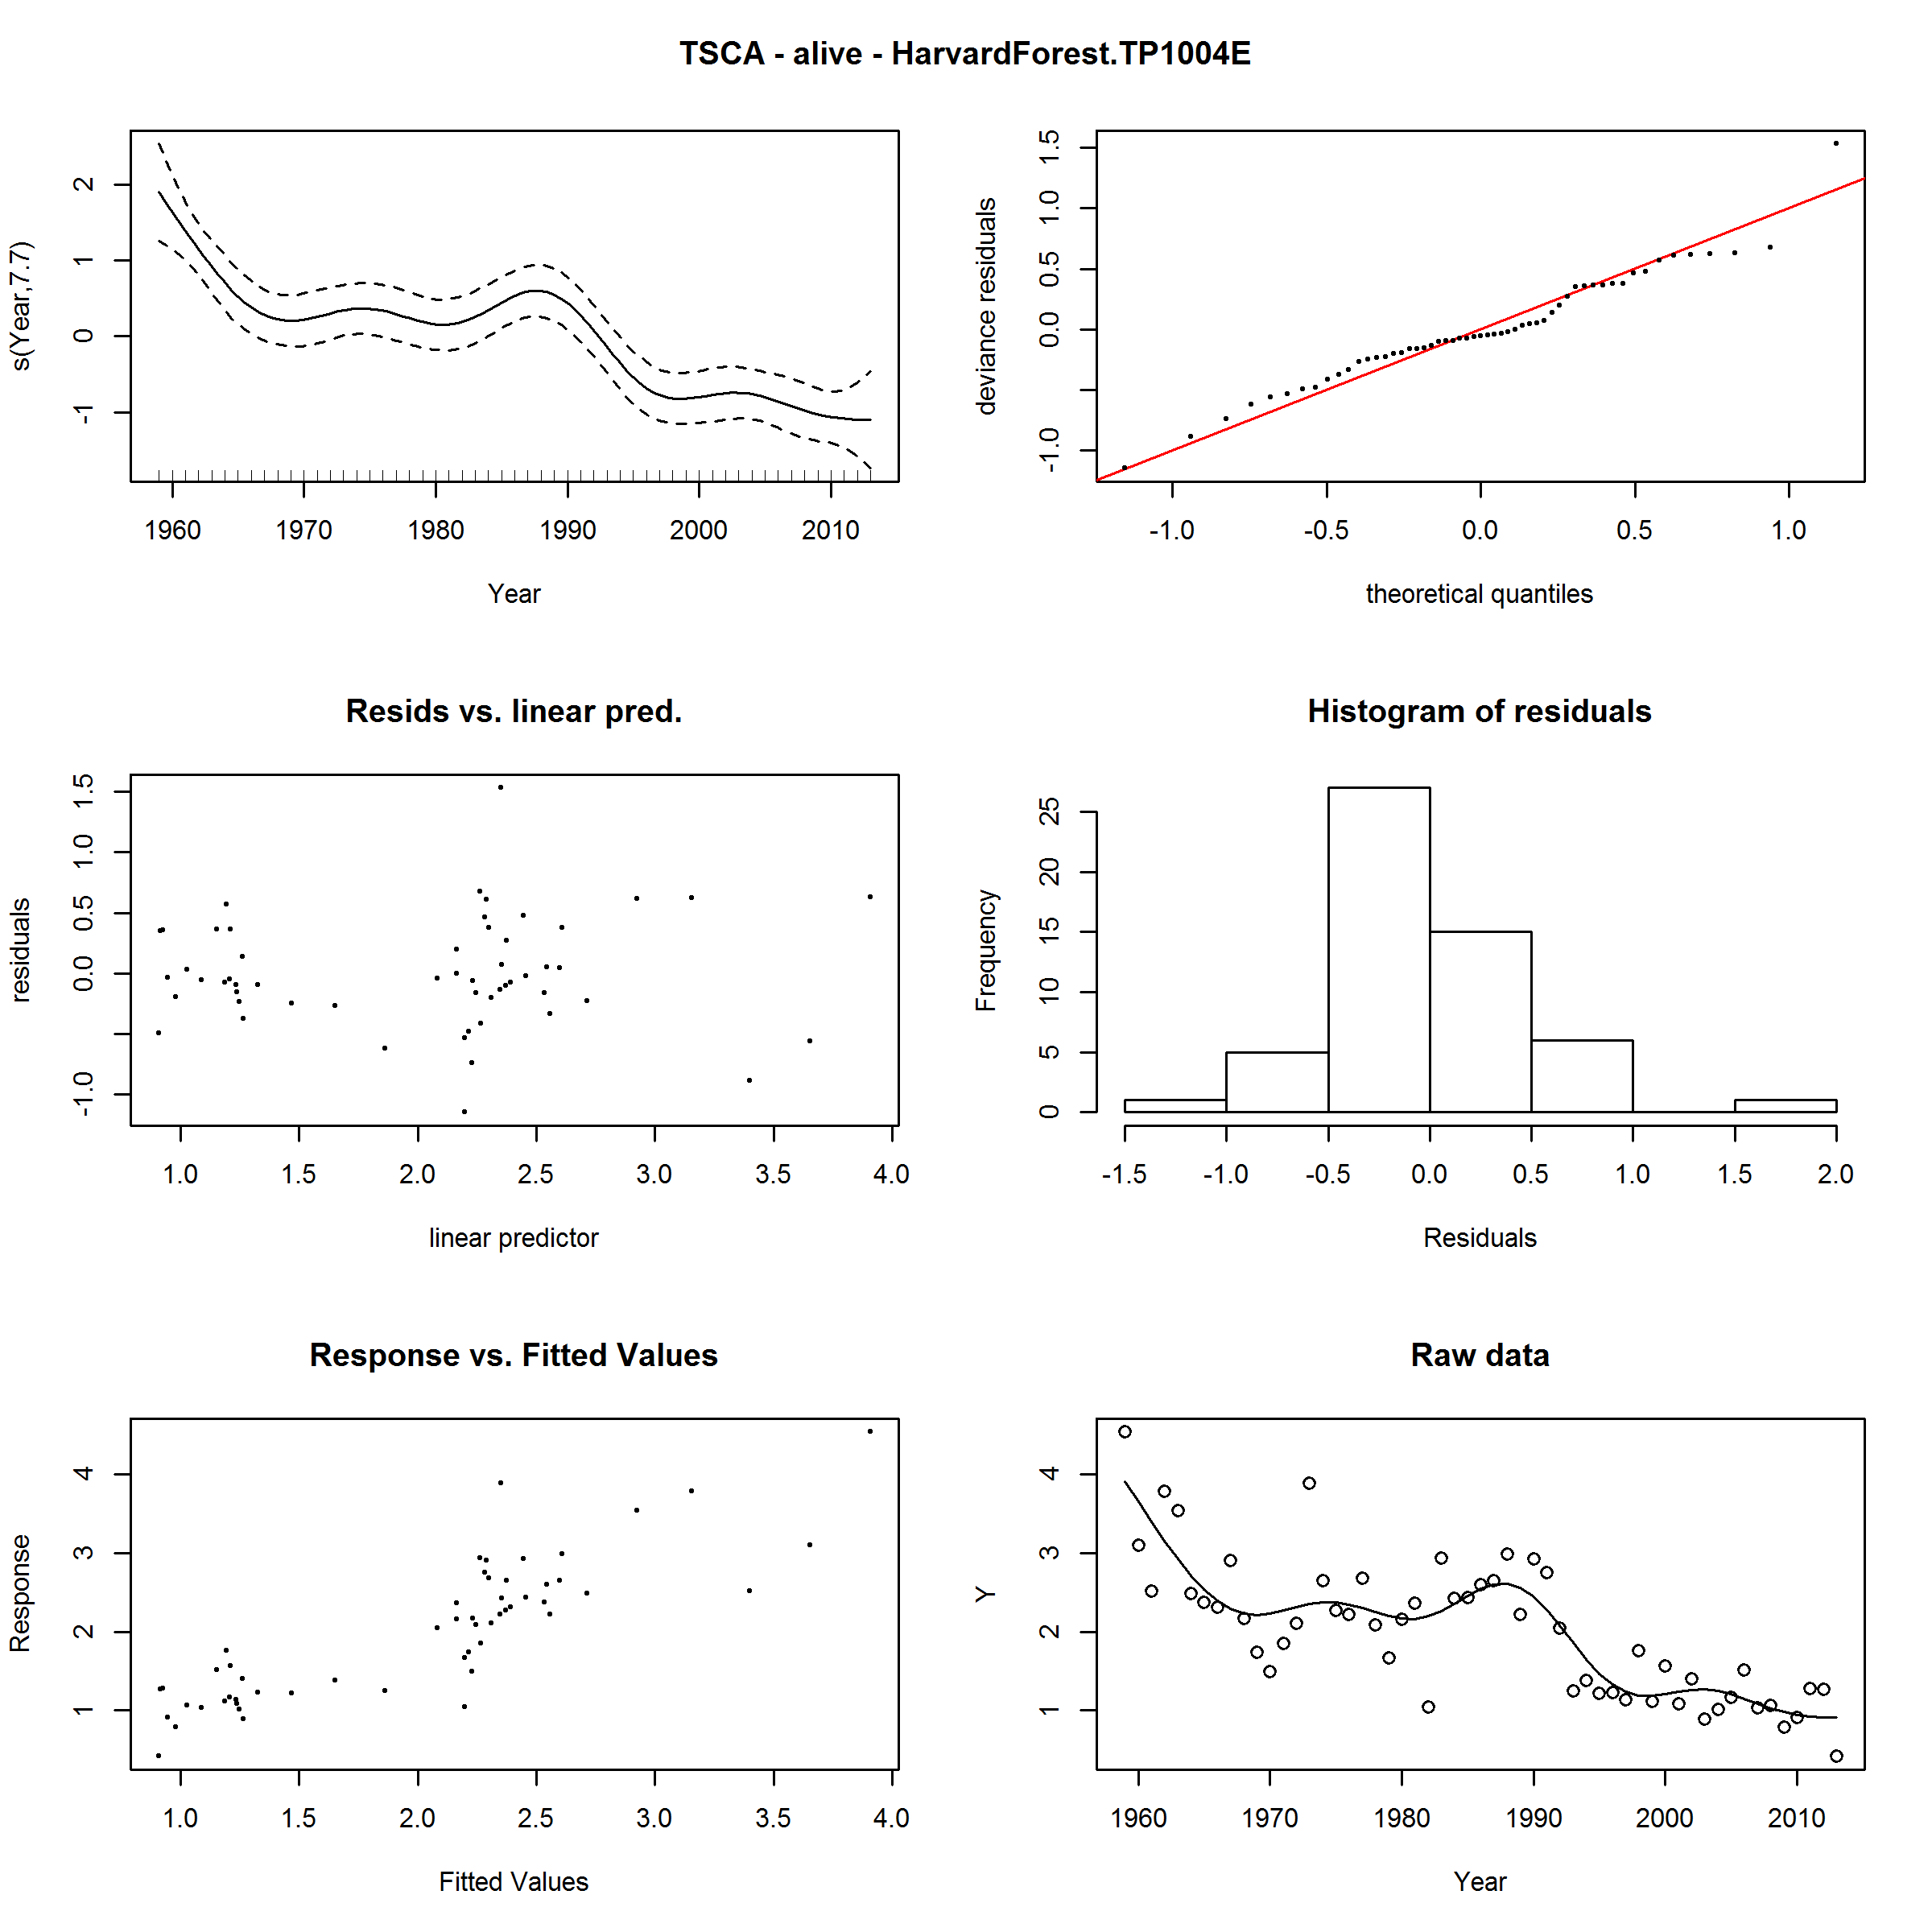 TSCA - alive - HarvardForest.TP1004E
s(Year,7.7)
2
1
0
-1
1960 1970 1980 1990 2000 2010
Year
deviance residuals
1.5
1.0
0.5
0.0
-1.0
-1.0 -0.5 0.0 0.5 1.0
theoretical quantiles
Resids vs. linear pred.
residuals
1.5
1.0
0.5
0.0
-1.0
1.0 1.5 2.0 2.5 3.0 3.5 4.0
linear predictor
Histogram of residuals
Frequency
25
20
15
10
5
0
-1.5 -1.0 -0.5 0.0 0.5 1.0 1.5 2.0
Residuals
Response vs. Fitted Values
Response
4
3
2
1
1.0 1.5 2.0 2.5 3.0 3.5 4.0
Fitted Values
Raw data
Y
4
3
2
1
1960 1970 1980 1990 2000 2010
Year